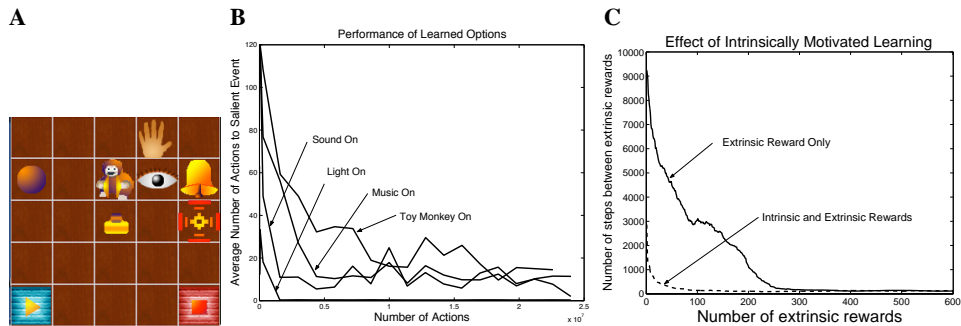 A
B
C
Performance of Learned Options
Average Number of Actions to Salient Event
120
100
80
60
40
20
0
Sound On
Light On
Music On
Toy Monkey On
0
0.5
1
1.5
2
2.5
x 10⁷
Number of Actions
Effect of Intrinsically Motivated Learning
Number of steps between extrinsic rewards
10000
9000
8000
7000
6000
5000
4000
3000
2000
1000
0
Extrinsic Reward Only
Intrinsic and Extrinsic Rewards
0
100
200
300
400
500
600
Number of extrinsic rewards